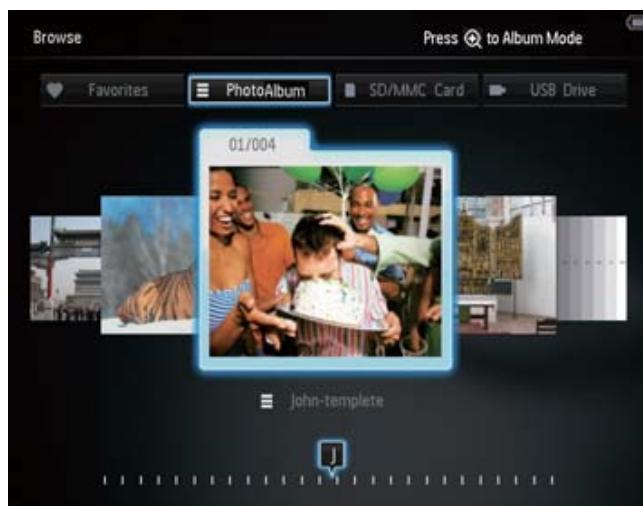 Browse
Press to Album Mode
Favorites
PhotoAlbum
SD/MMC Card
USB Drive
01/004
John-templete
J